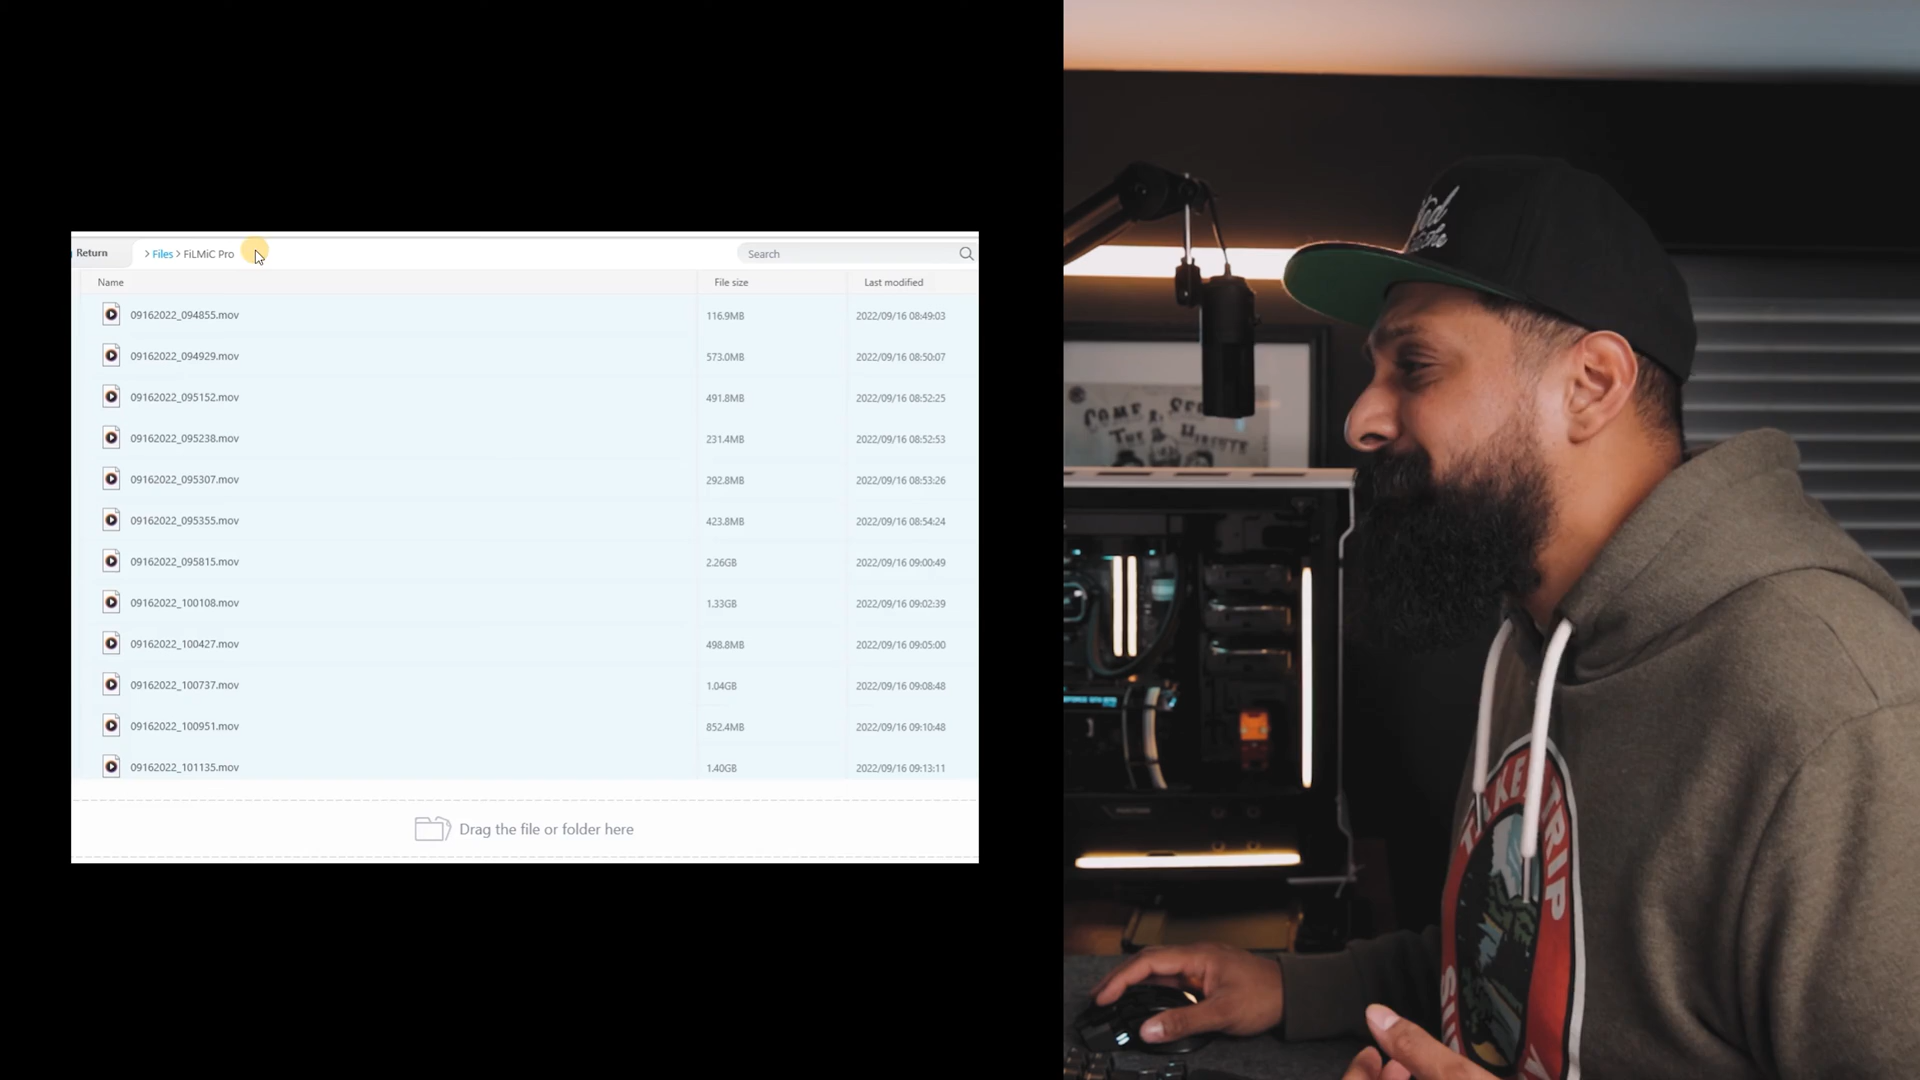 Return
> Files > FiLMiC Pro
Search
Name
File size
Last modified
09162022_094855.mov
116.9MB
2022/09/16 08:49:03
09162022_094929.mov
573.0MB
2022/09/16 08:50:07
09162022_095152.mov
491.8MB
2022/09/16 08:52:25
09162022_095238.mov
231.4MB
2022/09/16 08:52:53
09162022_095307.mov
292.8MB
2022/09/16 08:53:26
09162022_095355.mov
423.8MB
2022/09/16 08:54:24
09162022_095815.mov
2.26GB
2022/09/16 09:00:49
09162022_100108.mov
1.33GB
2022/09/16 09:02:39
09162022_100427.mov
498.8MB
2022/09/16 09:05:00
09162022_100737.mov
1.04GB
2022/09/16 09:08:48
09162022_100951.mov
852.4MB
2022/09/16 09:10:48
09162022_101135.mov
1.40GB
2022/09/16 09:13:11
Drag the file or folder here
COME &
THE
TRIP